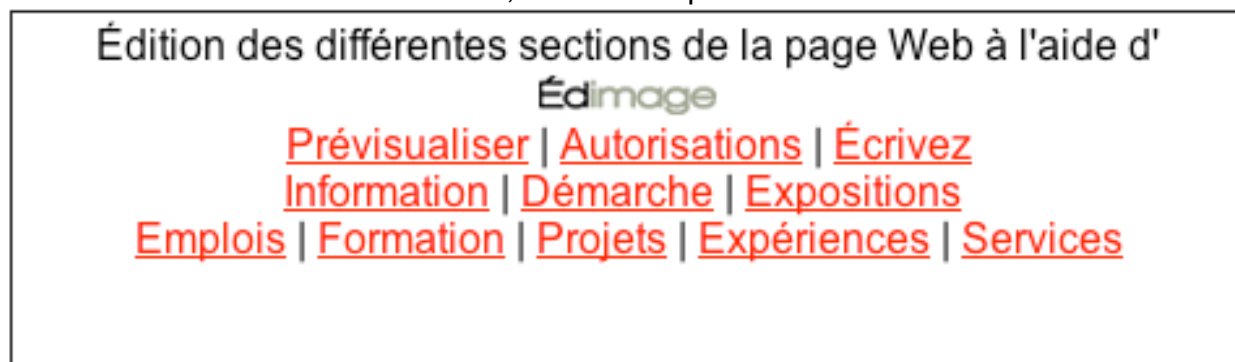 Édition des différentes sections de la page Web à l'aide d'
Édimage
Prévisualiser | Autorisations | Écrivez
Information | Démarche | Expositions
Emplois | Formation | Projets | Expériences | Services